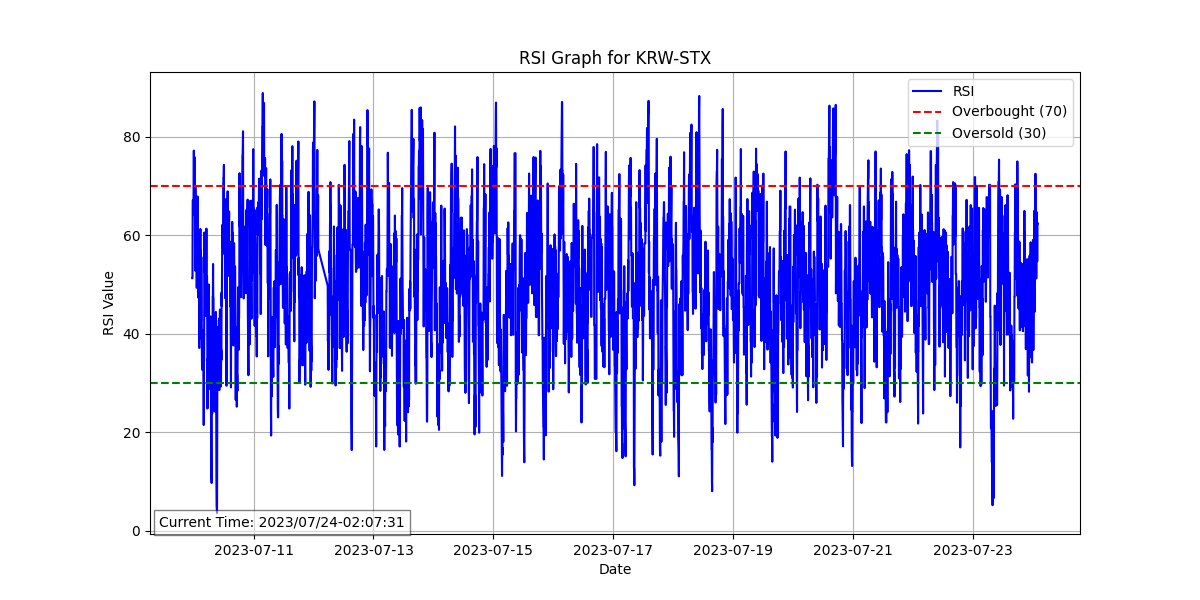 RSI Graph for KRW-STX
RSI
Overbought (70)
Oversold (30)
80
60
40
20
0
RSI Value
Current Time: 2023/07/24-02:07:31
2023-07-11
2023-07-13
2023-07-15
2023-07-17
2023-07-19
2023-07-21
2023-07-23
Date